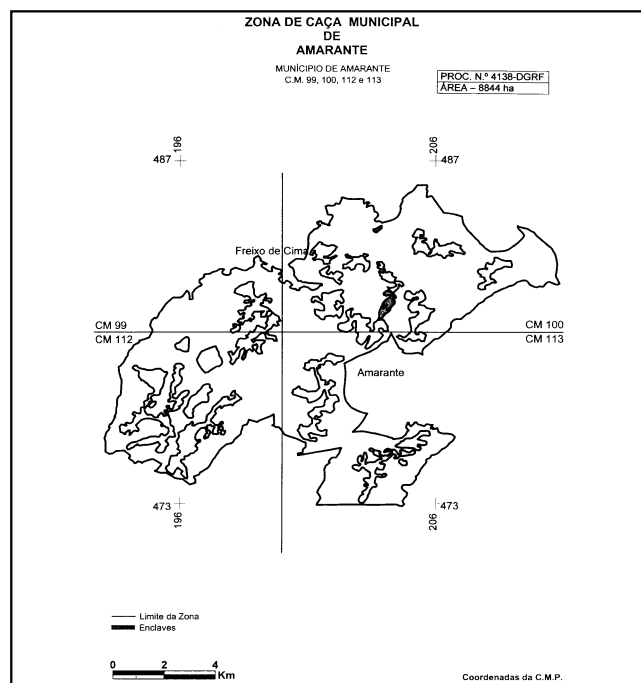 ZONA DE CAÇA MUNICIPAL
DE
AMARANTE
MUNÍCIPIO DE AMARANTE
C.M. 99, 100, 112 e 113
PROC. N.º 4138-DGRF
ÁREA – 8844 ha
196
206
487
487
Freixo de Cima
CM 99
CM 100
CM 112
CM 113
Amarante
473
473
196
206
Limite da Zona
Enclaves
0 2 4
Km
Coordenadas da C.M.P.